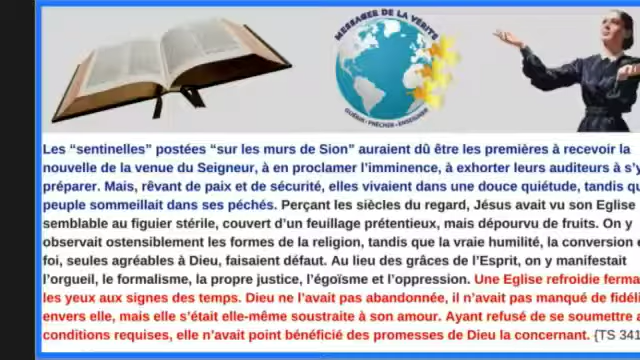 MESSAGER DE LA VÉRITÉ
GUÉRIR - PRÊCHER - ENSEIGNER
Les “sentinelles” postées “sur les murs de Sion” auraient dû être les premières à recevoir la
nouvelle de la venue du Seigneur, à en proclamer l’imminence, à exhorter leurs auditeurs à s’y
préparer. Mais, rêvant de paix et de sécurité, elles vivaient dans une douce quiétude, tandis qu
peuple sommeillait dans ses péchés. Perçant les siècles du regard, Jésus avait vu son Eglise
semblable au figuier stérile, couvert d’un feuillage prétentieux, mais dépourvu de fruits. On y
observait ostensiblement les formes de la religion, tandis que la vraie humilité, la conversion
foi, seules agréables à Dieu, faisaient défaut. Au lieu des grâces de l’Esprit, on y manifestait
l’orgueil, le formalisme, la propre justice, l’égoïsme et l’oppression. Une Eglise refroidie ferma
les yeux aux signes des temps. Dieu ne l’avait pas abandonnée, il n’avait pas manqué de fidéli
envers elle, mais elle s’était elle-même soustraite à son amour. Ayant refusé de se soumettre a
conditions requises, elle n’avait point bénéficié des promesses de Dieu la concernant. {TS 341